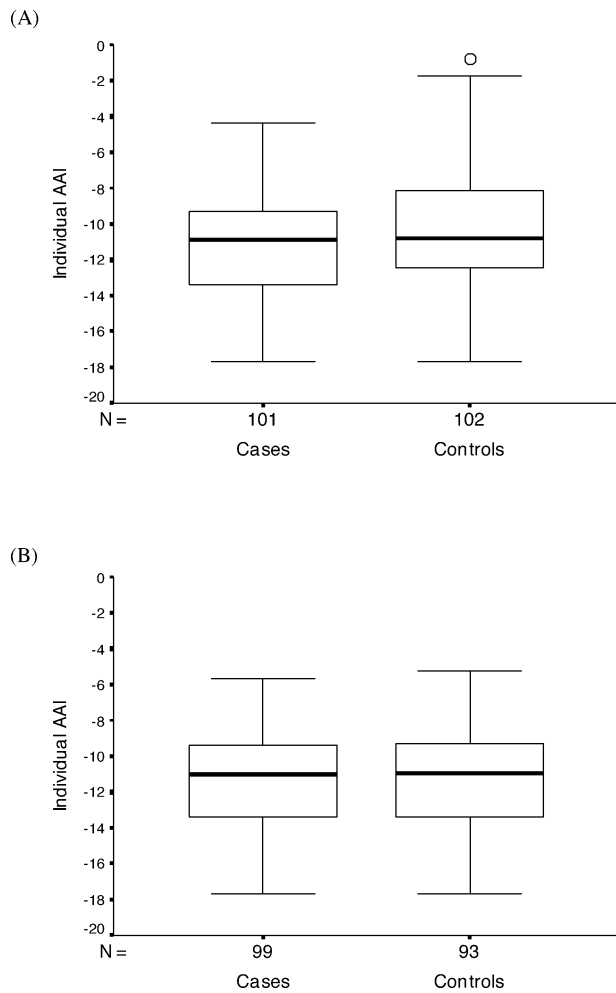 (A)
0
-2
-4
-6
-8
-10
-12
-14
-16
-18
-20
Individual AAI
N = 101 102
Cases Controls
(B)
0
-2
-4
-6
-8
-10
-12
-14
-16
-18
-20
Individual AAI
N = 99 93
Cases Controls